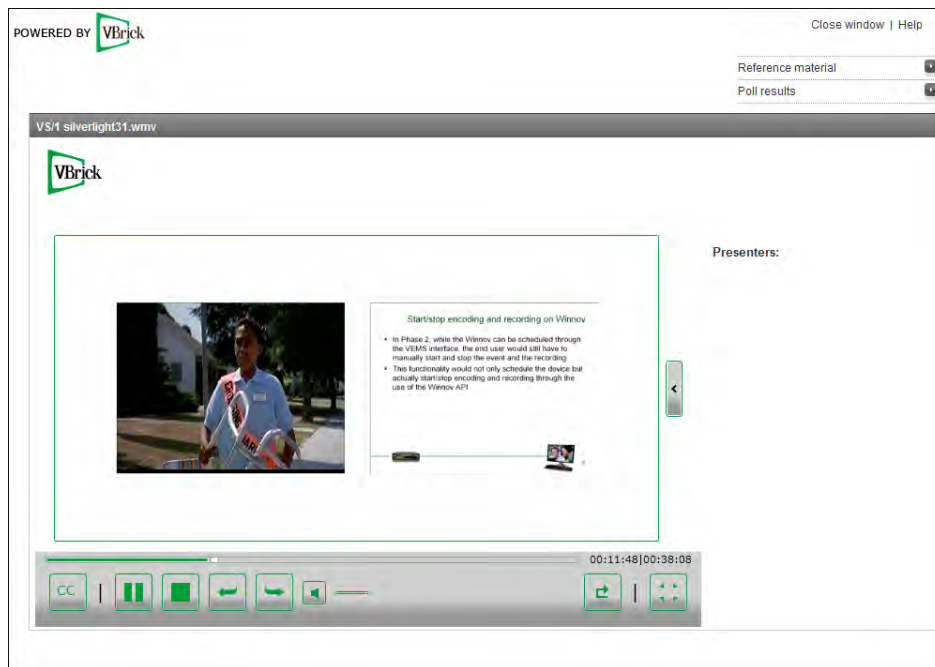 POWERED BY VBrick
Close window | Help
Reference material
Poll results
VS/1 silverlight31.wmv
VBrick
Presenters:
Start/stop encoding and recording on Winnov
• In Phase 2, while the Winnov can be scheduled through
the VEMS interface, the end user would still have to
manually start and stop the event and the recording
• This functionality would not only schedule the device but
actually start/stop encoding and recording through the
use of the Winnov API
00:11:48|00:38:08
CC